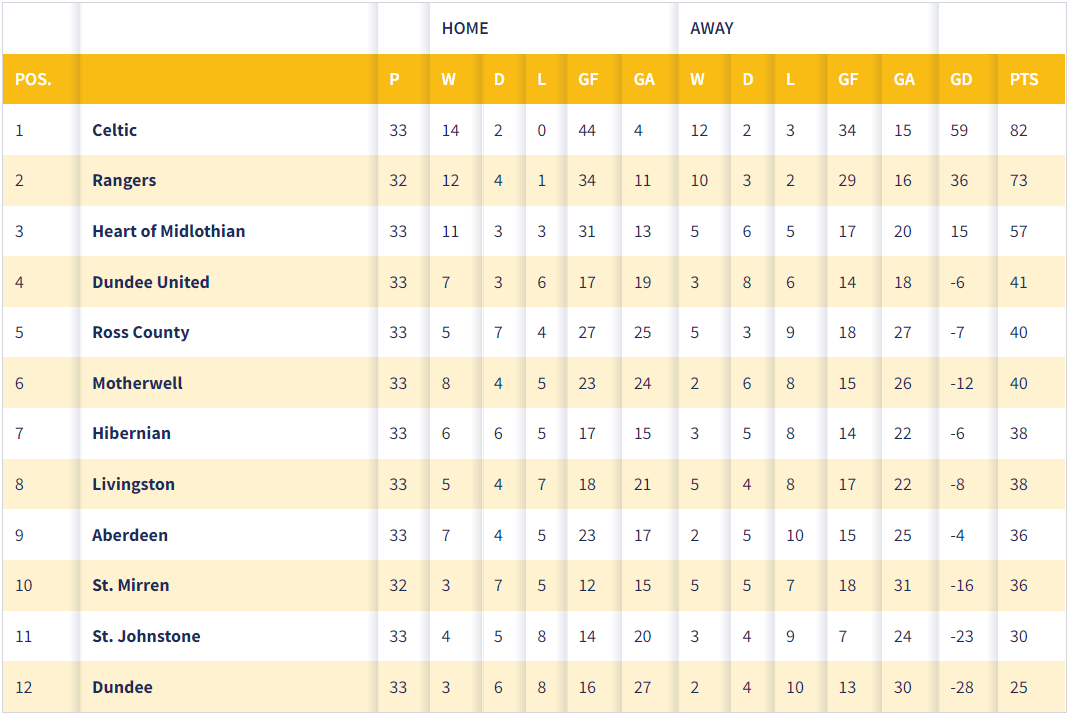 HOME AWAY
POS. P W D L GF GA W D L GF GA GD PTS
1 Celtic 33 14 2 0 44 4 12 2 3 34 15 59 82
2 Rangers 32 12 4 1 34 11 10 3 2 29 16 36 73
3 Heart of Midlothian 33 11 3 3 31 13 5 6 5 17 20 15 57
4 Dundee United 33 7 3 6 17 19 3 8 6 14 18 -6 41
5 Ross County 33 5 7 4 27 25 5 3 9 18 27 -7 40
6 Motherwell 33 8 4 5 23 24 2 6 8 15 26 -12 40
7 Hibernian 33 6 6 5 17 15 3 5 8 14 22 -6 38
8 Livingston 33 5 4 7 18 21 5 4 8 17 22 -8 38
9 Aberdeen 33 7 4 5 23 17 2 5 10 15 25 -4 36
10 St. Mirren 32 3 7 5 12 15 5 5 7 18 31 -16 36
11 St. Johnstone 33 4 5 8 14 20 3 4 9 7 24 -23 30
12 Dundee 33 3 6 8 16 27 2 4 10 13 30 -28 25